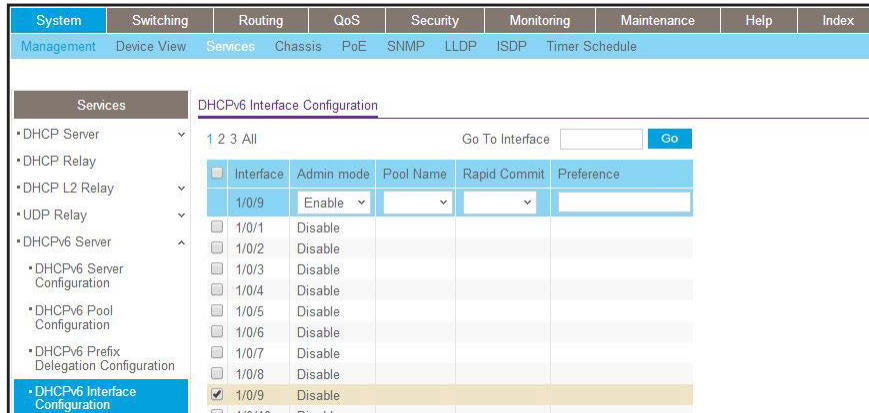 System Switching Routing QoS Security Monitoring Maintenance Help Index
Management Device View Services Chassis PoE SNMP LLDP ISDP Timer Schedule
Services
DHCP Server
DHCP Relay
DHCP L2 Relay
UDP Relay
DHCPv6 Server
DHCPv6 Server
Configuration
DHCPv6 Pool
Configuration
DHCPv6 Prefix
Delegation Configuration
DHCPv6 Interface
Configuration
DHCPv6 Interface Configuration
1 2 3 All Go To Interface Go
Interface Admin mode Pool Name Rapid Commit Preference
1/0/9 Enable
1/0/1 Disable
1/0/2 Disable
1/0/3 Disable
1/0/4 Disable
1/0/5 Disable
1/0/6 Disable
1/0/7 Disable
1/0/8 Disable
1/0/9 Disable